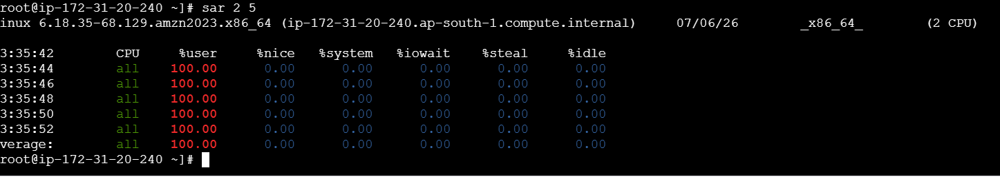 root@ip-172-31-20-240 ~]# sar 2 5
inux 6.18.35-68.129.amzn2023.x86_64 (ip-172-31-20-240.ap-south-1.compute.internal) 07/06/26 _x86_64_ (2 CPU)
3:35:42 CPU %user %nice %system %iowait %steal %idle
3:35:44 all 100.00 0.00 0.00 0.00 0.00 0.00
3:35:46 all 100.00 0.00 0.00 0.00 0.00 0.00
3:35:48 all 100.00 0.00 0.00 0.00 0.00 0.00
3:35:50 all 100.00 0.00 0.00 0.00 0.00 0.00
3:35:52 all 100.00 0.00 0.00 0.00 0.00 0.00
verage: all 100.00 0.00 0.00 0.00 0.00 0.00
root@ip-172-31-20-240 ~]#